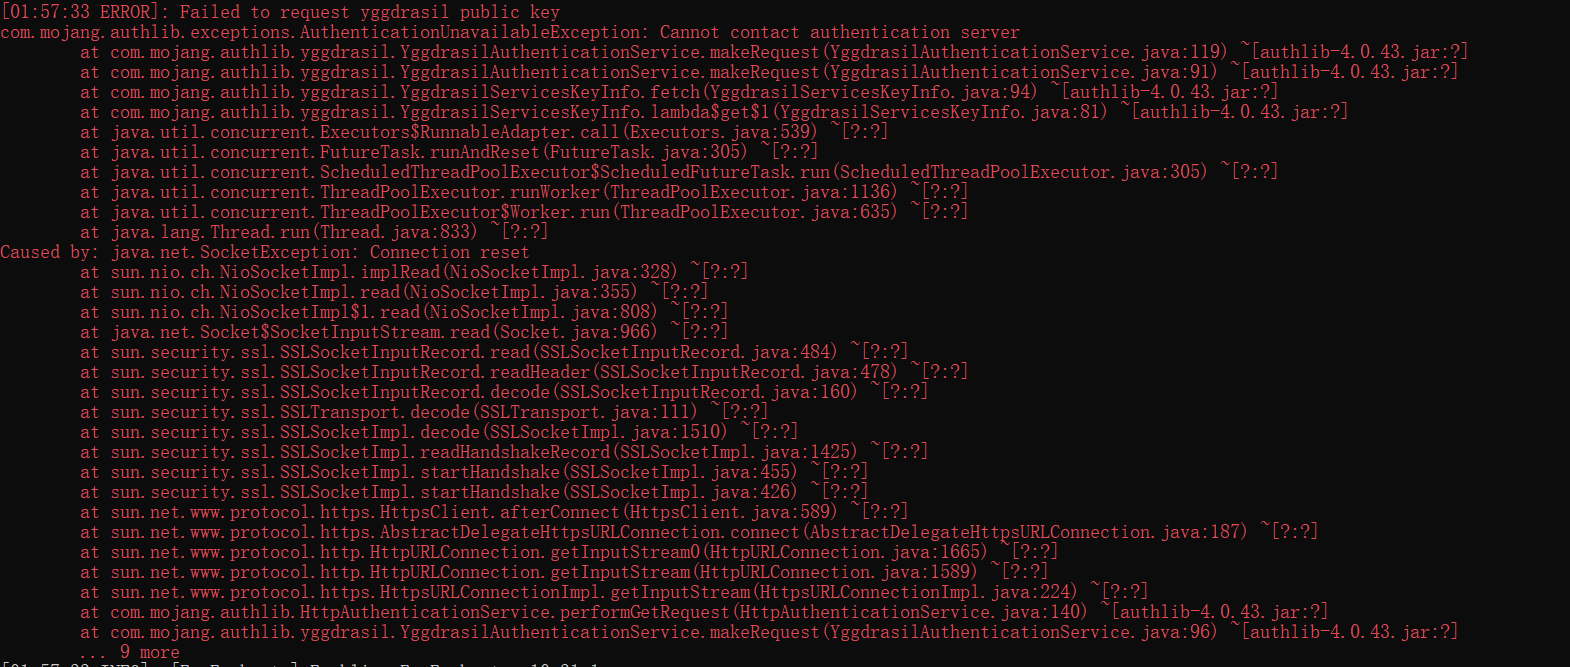 [01:57:33 ERROR]: Failed to request yggdrasil public key
com.mojang.authlib.exceptions.AuthenticationUnavailableException: Cannot contact authentication server
at com.mojang.authlib.yggdrasil.YggdrasilAuthenticationService.makeRequest(YggdrasilAuthenticationService.java:119) ~[authlib-4.0.43.jar:?]
at com.mojang.authlib.yggdrasil.YggdrasilAuthenticationService.makeRequest(YggdrasilAuthenticationService.java:91) ~[authlib-4.0.43.jar:?]
at com.mojang.authlib.yggdrasil.YggdrasilServicesKeyInfo.fetch(YggdrasilServicesKeyInfo.java:94) ~[authlib-4.0.43.jar:?]
at com.mojang.authlib.yggdrasil.YggdrasilServicesKeyInfo.lambda$get$1(YggdrasilServicesKeyInfo.java:81) ~[authlib-4.0.43.jar:?]
at java.util.concurrent.Executors$RunnableAdapter.call(Executors.java:539) ~[?:?]
at java.util.concurrent.FutureTask.runAndReset(FutureTask.java:305) ~[?:?]
at java.util.concurrent.ScheduledThreadPoolExecutor$ScheduledFutureTask.run(ScheduledThreadPoolExecutor.java:305) ~[?:?]
at java.util.concurrent.ThreadPoolExecutor.runWorker(ThreadPoolExecutor.java:1136) ~[?:?]
at java.util.concurrent.ThreadPoolExecutor$Worker.run(ThreadPoolExecutor.java:635) ~[?:?]
at java.lang.Thread.run(Thread.java:833) ~[?:?]
Caused by: java.net.SocketException: Connection reset
at sun.nio.ch.NioSocketImpl.implRead(NioSocketImpl.java:328) ~[?:?]
at sun.nio.ch.NioSocketImpl.read(NioSocketImpl.java:355) ~[?:?]
at sun.nio.ch.NioSocketImpl$1.read(NioSocketImpl.java:808) ~[?:?]
at java.net.Socket$SocketInputStream.read(Socket.java:966) ~[?:?]
at sun.security.ssl.SSLSocketInputRecord.read(SSLSocketInputRecord.java:484) ~[?:?]
at sun.security.ssl.SSLSocketInputRecord.readHeader(SSLSocketInputRecord.java:478) ~[?:?]
at sun.security.ssl.SSLSocketInputRecord.decode(SSLSocketInputRecord.java:160) ~[?:?]
at sun.security.ssl.SSLTransport.decode(SSLTransport.java:111) ~[?:?]
at sun.security.ssl.SSLSocketImpl.decode(SSLSocketImpl.java:1510) ~[?:?]
at sun.security.ssl.SSLSocketImpl.readHandshakeRecord(SSLSocketImpl.java:1425) ~[?:?]
at sun.security.ssl.SSLSocketImpl.startHandshake(SSLSocketImpl.java:455) ~[?:?]
at sun.security.ssl.SSLSocketImpl.startHandshake(SSLSocketImpl.java:426) ~[?:?]
at sun.net.www.protocol.https.HttpsClient.afterConnect(HttpsClient.java:589) ~[?:?]
at sun.net.www.protocol.https.AbstractDelegateHttpsURLConnection.connect(AbstractDelegateHttpsURLConnection.java:187) ~[?:?]
at sun.net.www.protocol.http.HttpURLConnection.getInputStream0(HttpURLConnection.java:1665) ~[?:?]
at sun.net.www.protocol.http.HttpURLConnection.getInputStream(HttpURLConnection.java:1589) ~[?:?]
at sun.net.www.protocol.https.HttpsURLConnectionImpl.getInputStream(HttpsURLConnectionImpl.java:224) ~[?:?]
at com.mojang.authlib.HttpAuthenticationService.performGetRequest(HttpAuthenticationService.java:140) ~[authlib-4.0.43.jar:?]
at com.mojang.authlib.yggdrasil.YggdrasilAuthenticationService.makeRequest(YggdrasilAuthenticationService.java:96) ~[authlib-4.0.43.jar:?]
... 9 more